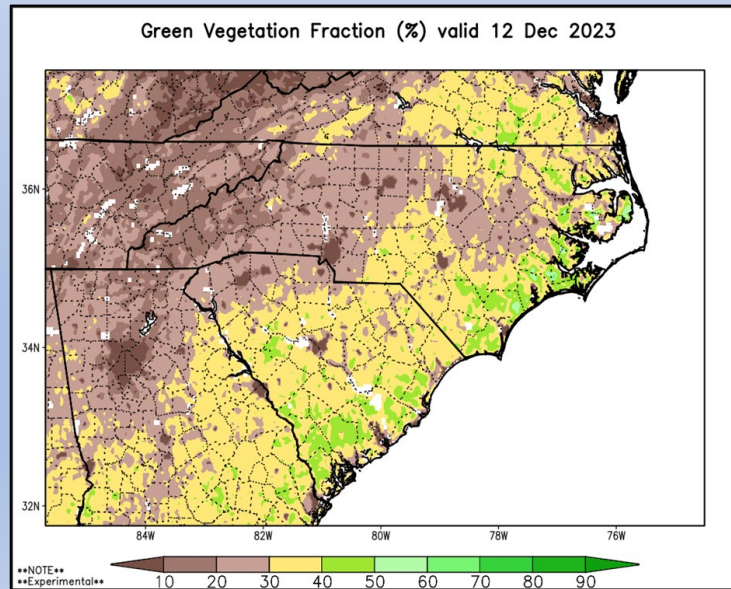 Green Vegetation Fraction (%) valid 12 Dec 2023
36N
34N
32N
84W
82W
80W
78W
76W
**NOTE**
**Experimental**
10 20 30 40 50 60 70 80 90